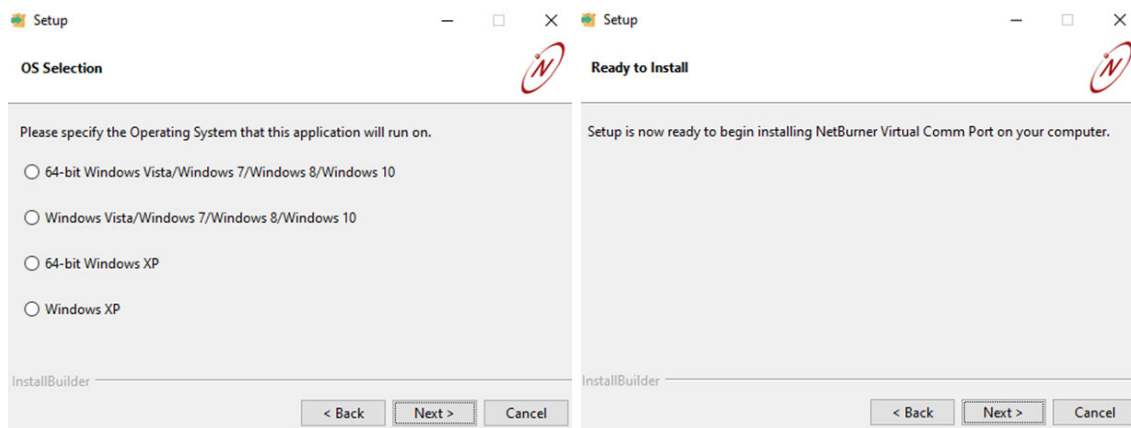 Setup
OS Selection
N
Please specify the Operating System that this application will run on.
64-bit Windows Vista/Windows 7/Windows 8/Windows 10
Windows Vista/Windows 7/Windows 8/Windows 10
64-bit Windows XP
Windows XP
InstallBuilder
< Back Next > Cancel
Setup
Ready to Install
N
Setup is now ready to begin installing NetBurner Virtual Comm Port on your computer.
InstallBuilder
< Back Next > Cancel